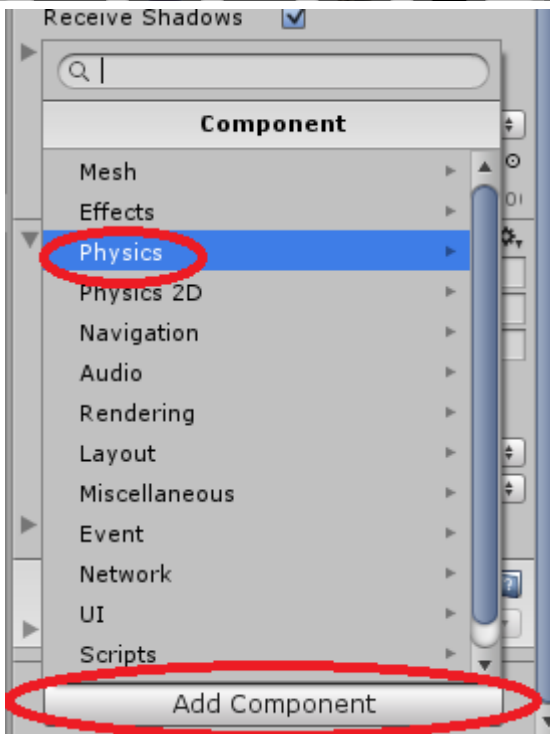 Receive Shadows
Component
Mesh
Effects
Physics
Physics 2D
Navigation
Audio
Rendering
Layout
Miscellaneous
Event
Network
UI
Scripts
Add Component